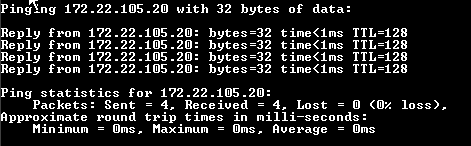 Pinging 172.22.105.20 with 32 bytes of data:
Reply from 172.22.105.20: bytes=32 time<1ms TTL=128
Reply from 172.22.105.20: bytes=32 time<1ms TTL=128
Reply from 172.22.105.20: bytes=32 time<1ms TTL=128
Reply from 172.22.105.20: bytes=32 time<1ms TTL=128
Ping statistics for 172.22.105.20:
Packets: Sent = 4, Received = 4, Lost = 0 (0% loss),
Approximate round trip times in milli-seconds:
Minimum = 0ms, Maximum = 0ms, Average = 0ms